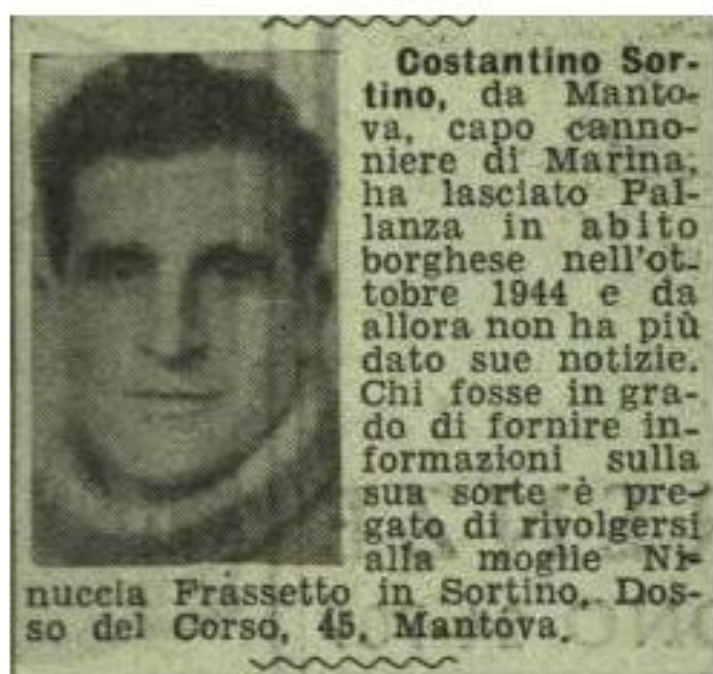 Costantino Sor-
tino, da Manto-
va, capo canno-
niere di Marina,
ha lasciato Pal-
lanza in abito
borghese nell'ot-
tobre 1944 e da
allora non ha più
dato sue notizie.
Chi fosse in gra-
do di fornire in-
formazioni sulla
sua sorte è pre-
gato di rivolgersi
alla moglie Ni-
nuccia Frassetto in Sortino, Dos-
so del Corso, 45, Mantova.